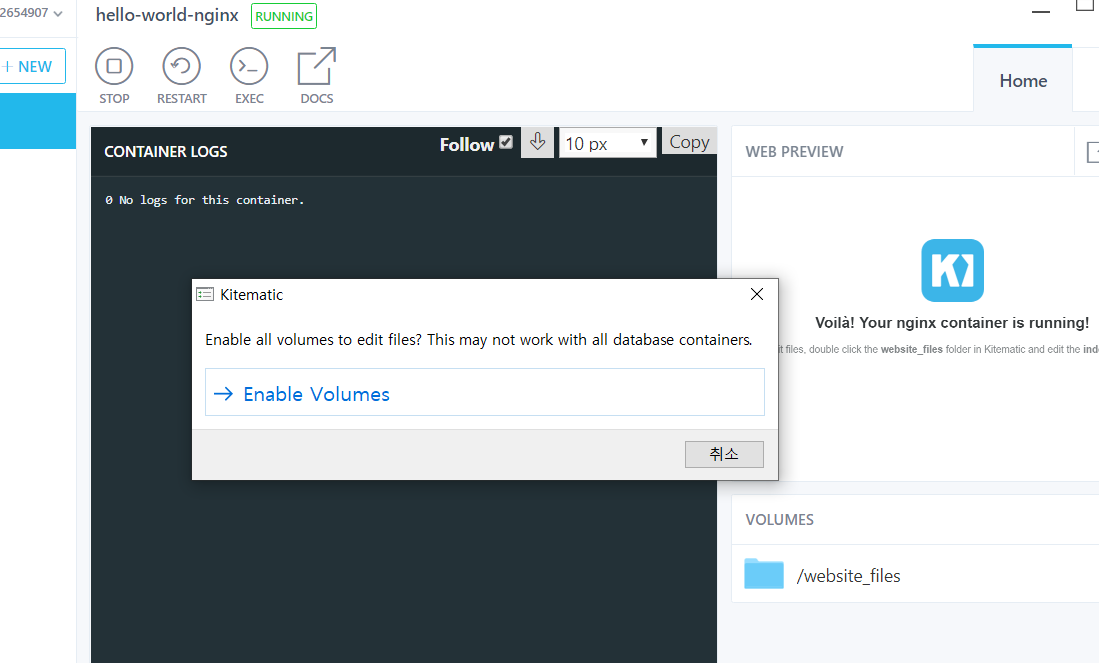 2654907
hello-world-nginx RUNNING
+ NEW
STOP RESTART EXEC DOCS
Home
CONTAINER LOGS Follow 10 px Copy
WEB PREVIEW
0 No logs for this container.
Kitematic
Enable all volumes to edit files? This may not work with all database containers.
Enable Volumes
취소
Voilà! Your nginx container is running!
files, double click the website_files folder in Kitematic and edit the
VOLUMES
/website_files